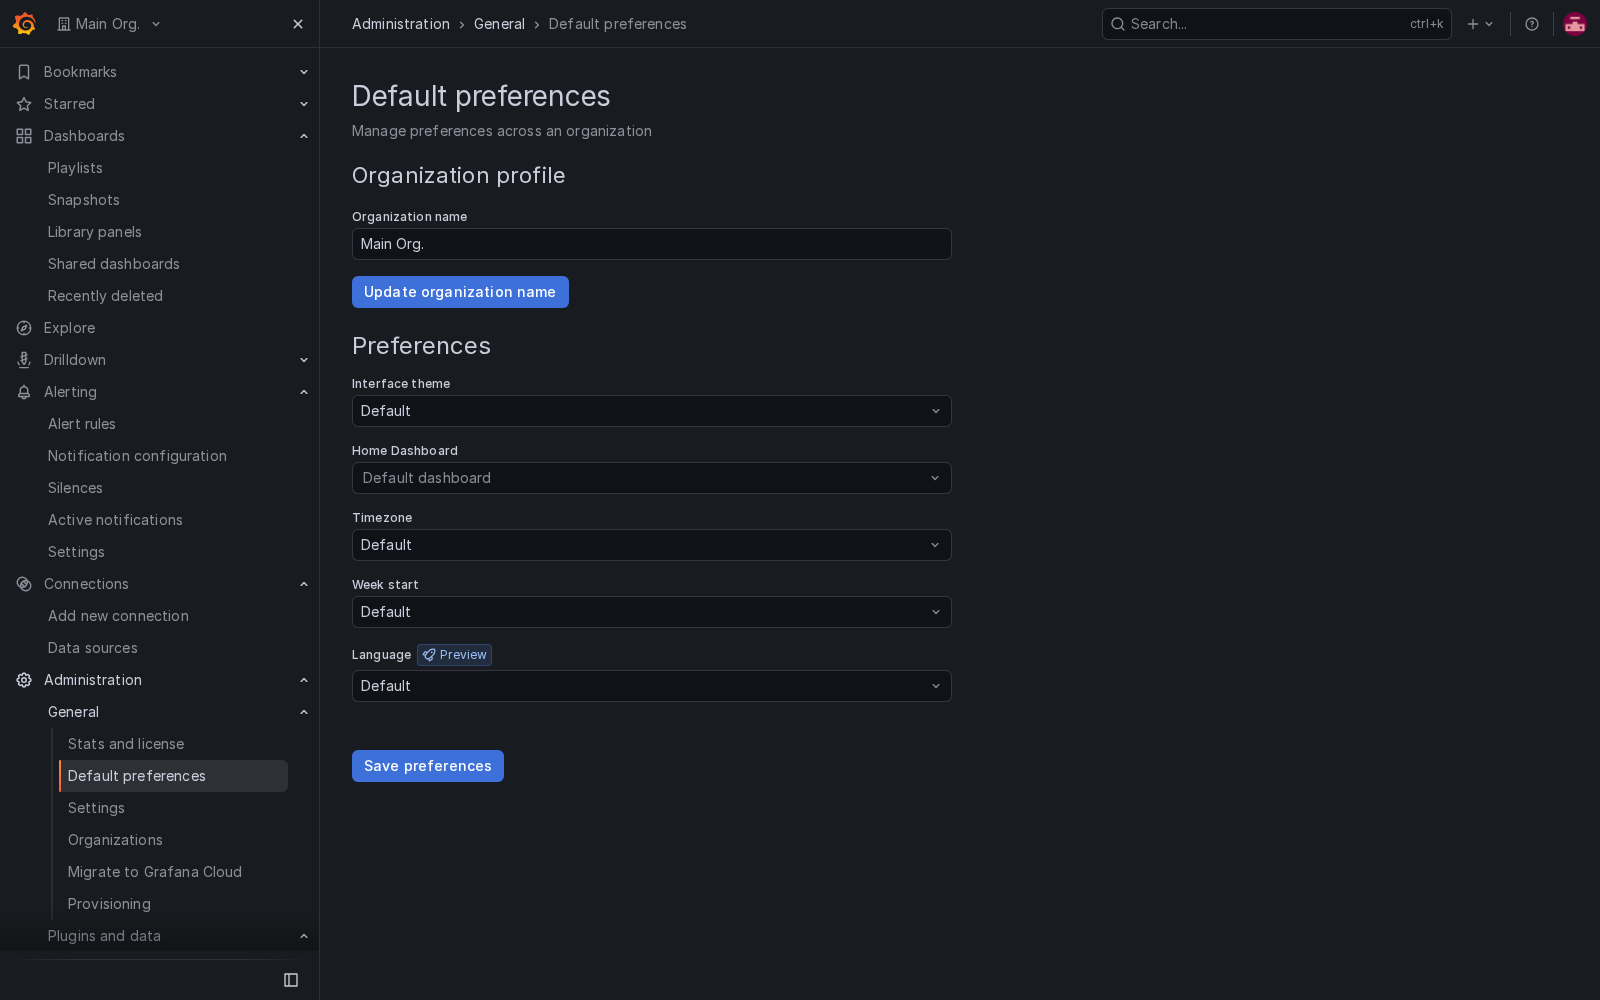 Main Org.
Administration > General > Default preferences
Search...
ctrl+k
Bookmarks
Starred
Dashboards
Playlists
Snapshots
Library panels
Shared dashboards
Recently deleted
Explore
Drilldown
Alerting
Alert rules
Notification configuration
Silences
Active notifications
Settings
Connections
Add new connection
Data sources
Administration
General
Stats and license
Default preferences
Settings
Organizations
Migrate to Grafana Cloud
Provisioning
Plugins and data
Default preferences
Manage preferences across an organization
Organization profile
Organization name
Main Org.
Update organization name
Preferences
Interface theme
Default
Home Dashboard
Default dashboard
Timezone
Default
Week start
Default
Language Preview
Default
Save preferences